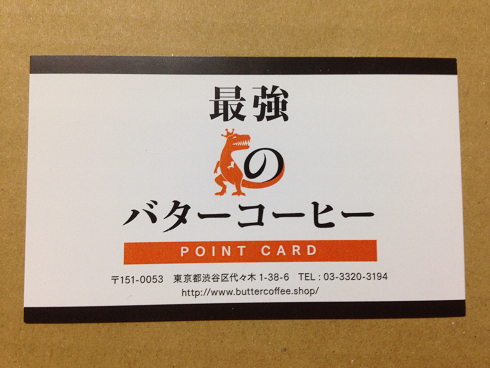 最強
の
バターコーヒー
POINT CARD
〒151-0053 東京都渋谷区代々木1-38-6 TEL : 03-3320-3194
http://www.buttercoffee.shop/